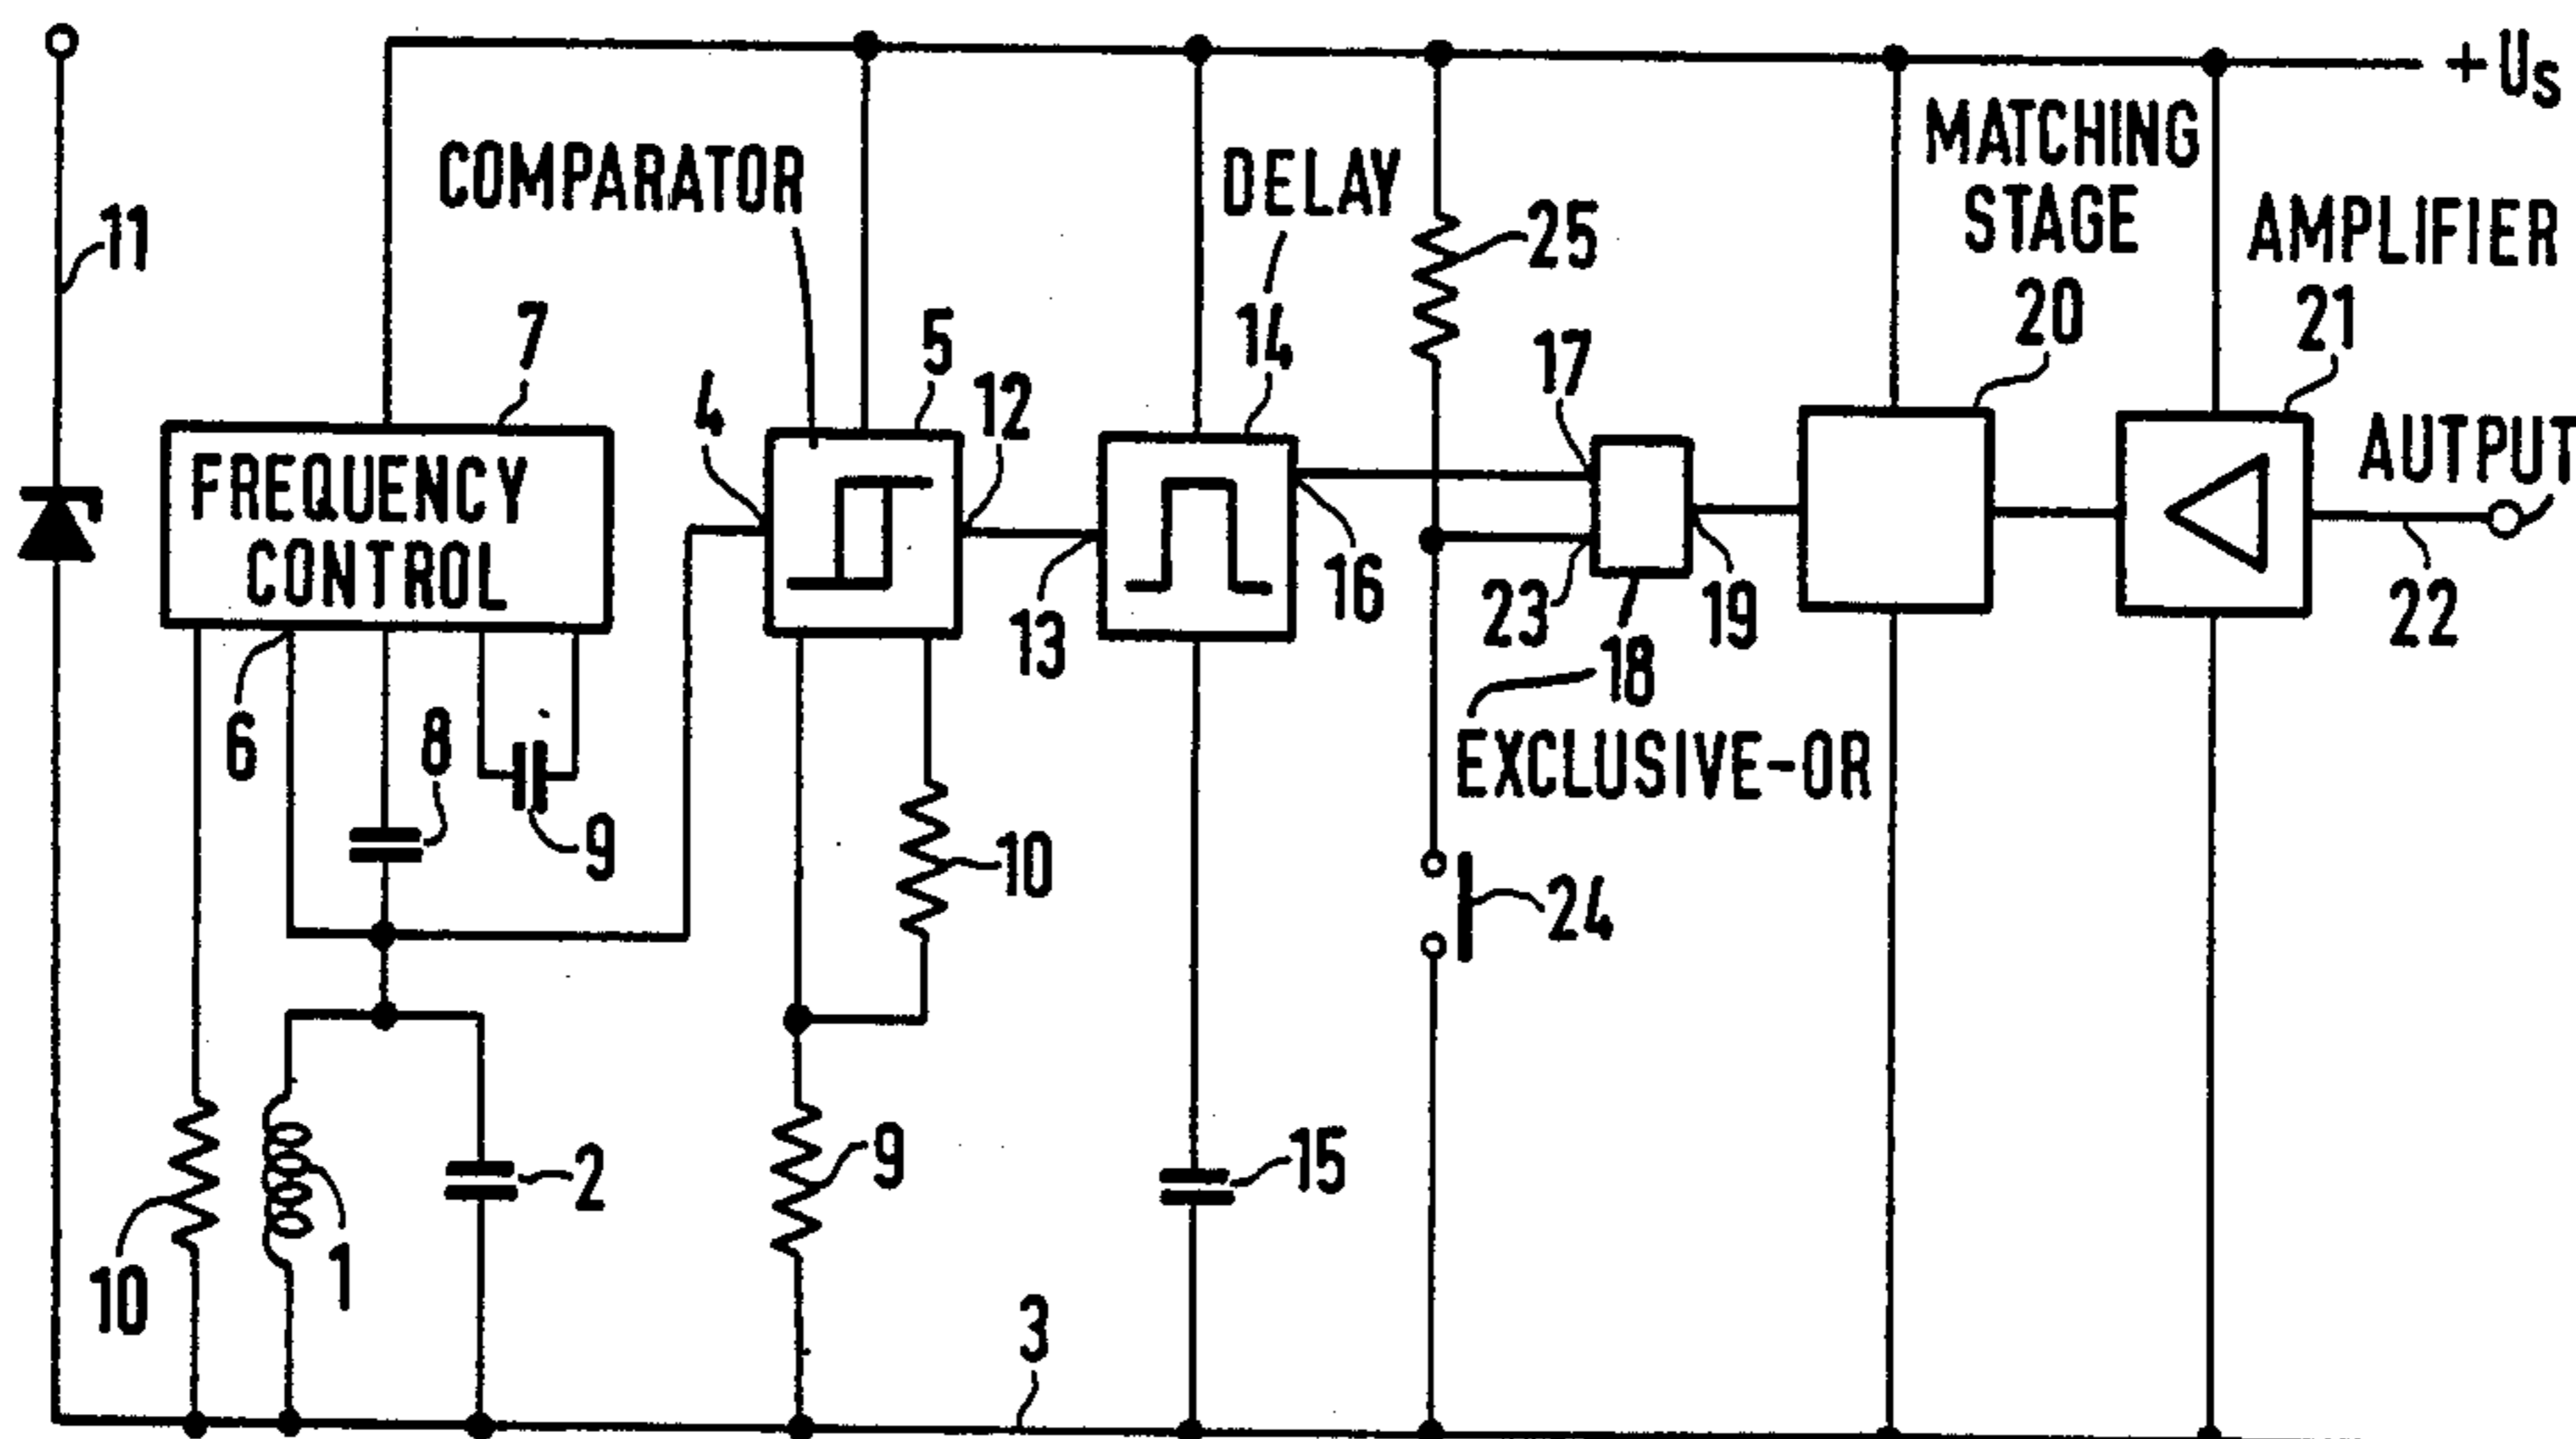 + Us
11
COMPARATOR
DELAY
MATCHING
STAGE
20
AMPLIFIER
21
25
7
5
14
17
4
12
AUTPUT
FREQUENCY
CONTROL
6
8
9
13
16
23
18
19
22
EXCLUSIVE-OR
10
24
10
1
2
9
15
3